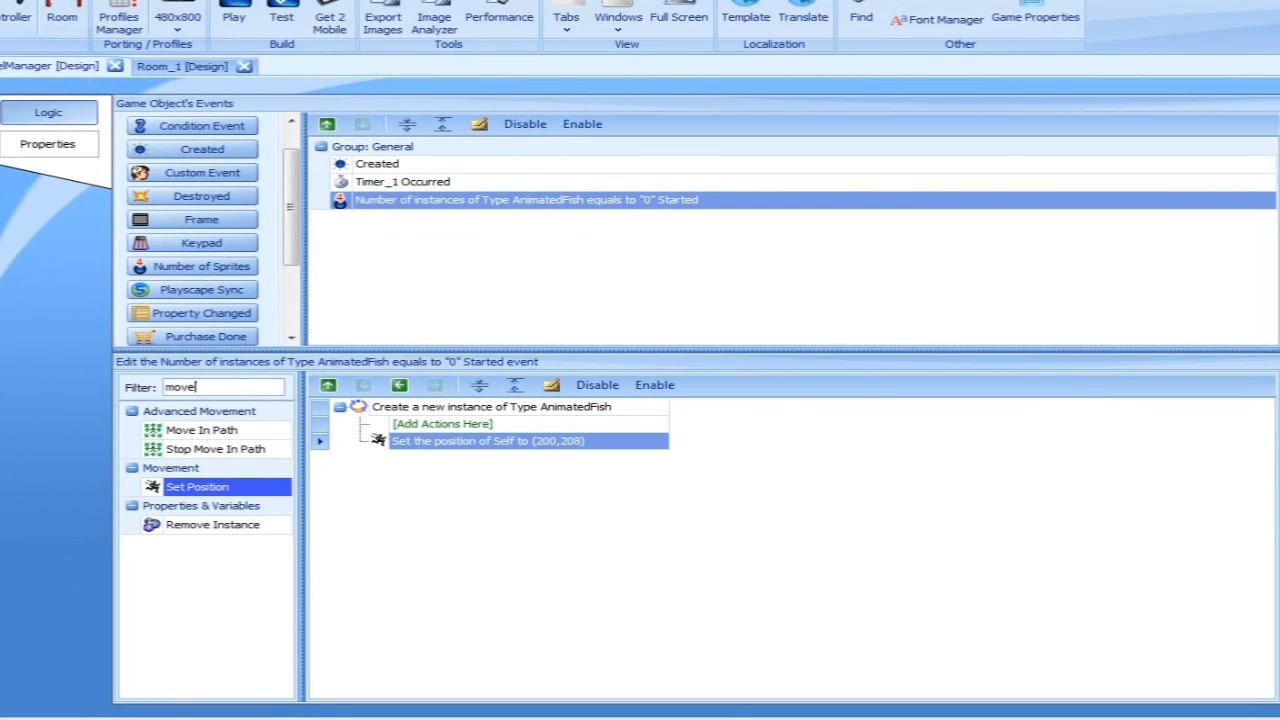 troller Room Profiles Manager 480x800 Play Test Get 2 Mobile Export Images Image Analyzer Performance Tabs Windows Full Screen Template Translate Find Font Manager Game Properties
Porting / Profiles Build Tools View Localization Other
elManager [Design] Room_1 [Design]
Logic
Properties
Game Object's Events
Condition Event
Created
Custom Event
Destroyed
Frame
Keypad
Number of Sprites
Playscape Sync
Property Changed
Purchase Done
Disable Enable
Group: General
Created
Timer_1 Occurred
Number of instances of Type AnimatedFish equals to "0" Started
Edit the Number of instances of Type AnimatedFish equals to "0" Started event
Filter: move
Advanced Movement
Move In Path
Stop Move In Path
Movement
Set Position
Properties & Variables
Remove Instance
Disable Enable
Create a new instance of Type AnimatedFish
[Add Actions Here]
Set the position of Self to (200,208)